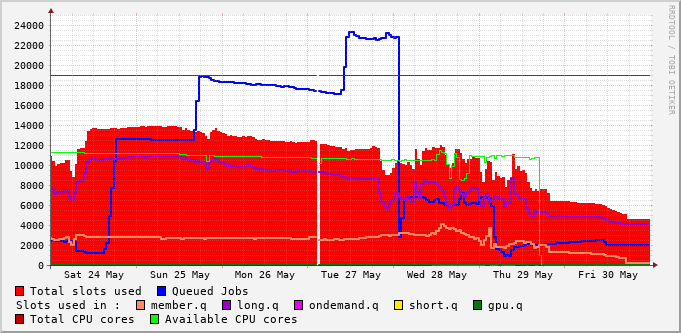 RRDTOOL / TOBI OETIKER
24000
22000
20000
18000
16000
14000
12000
10000
8000
6000
4000
2000
0
Sat 24 May Sun 25 May Mon 26 May Tue 27 May Wed 28 May Thu 29 May Fri 30 May
Total slots used Queued Jobs
Slots used in : member.q long.q ondemand.q short.q gpu.q
Total CPU cores Available CPU cores